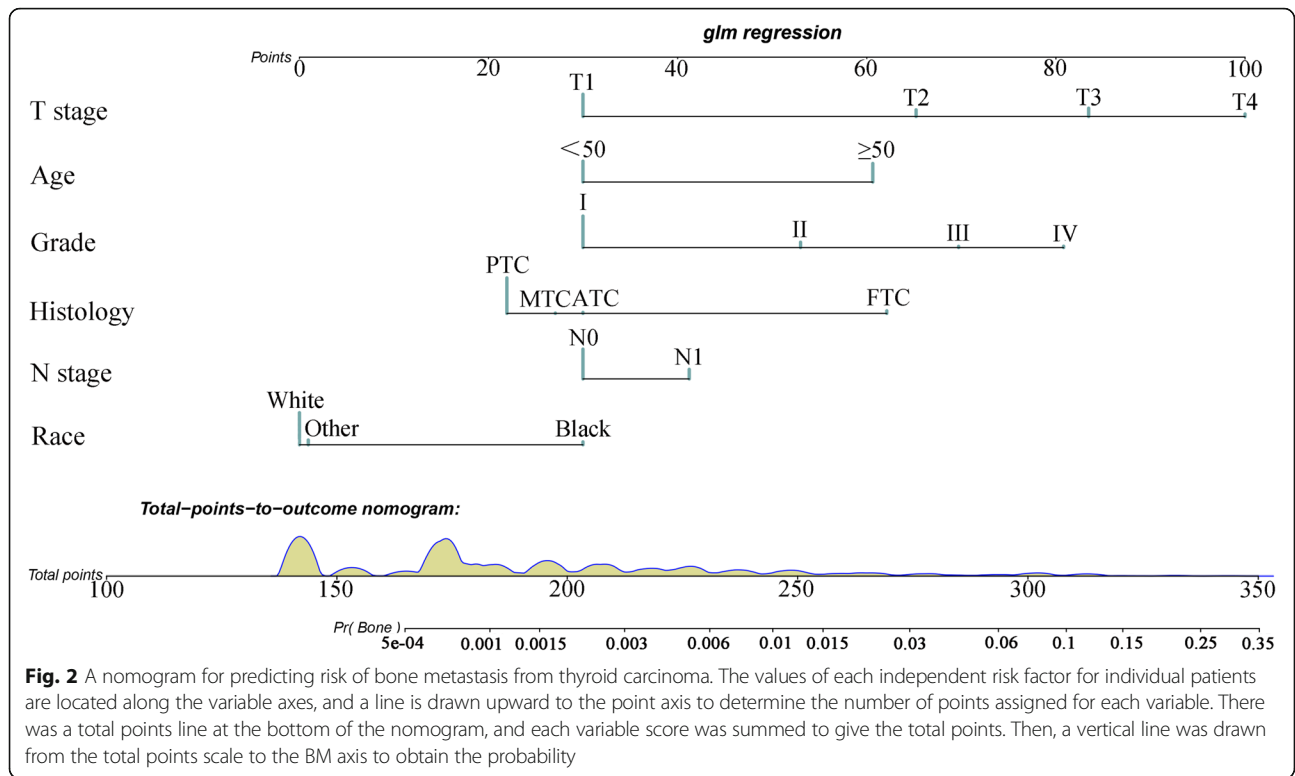 glm regression
Points
0 20 40 60 80 100
T stage
T1 T2 T3 T4
Age
<50 ≥50
Grade
I II III IV
Histology
PTC MTC ATC FTC
N stage
N0 N1
Race
White Other Black
Total−points−to−outcome nomogram:
Total points
100 150 200 250 300 350
Pr( Bone )
5e-04 0.001 0.0015 0.003 0.006 0.01 0.015 0.03 0.06 0.1 0.15 0.25 0.35
Fig. 2 A nomogram for predicting risk of bone metastasis from thyroid carcinoma. The values of each independent risk factor for individual patients
are located along the variable axes, and a line is drawn upward to the point axis to determine the number of points assigned for each variable. There
was a total points line at the bottom of the nomogram, and each variable score was summed to give the total points. Then, a vertical line was drawn
from the total points scale to the BM axis to obtain the probability